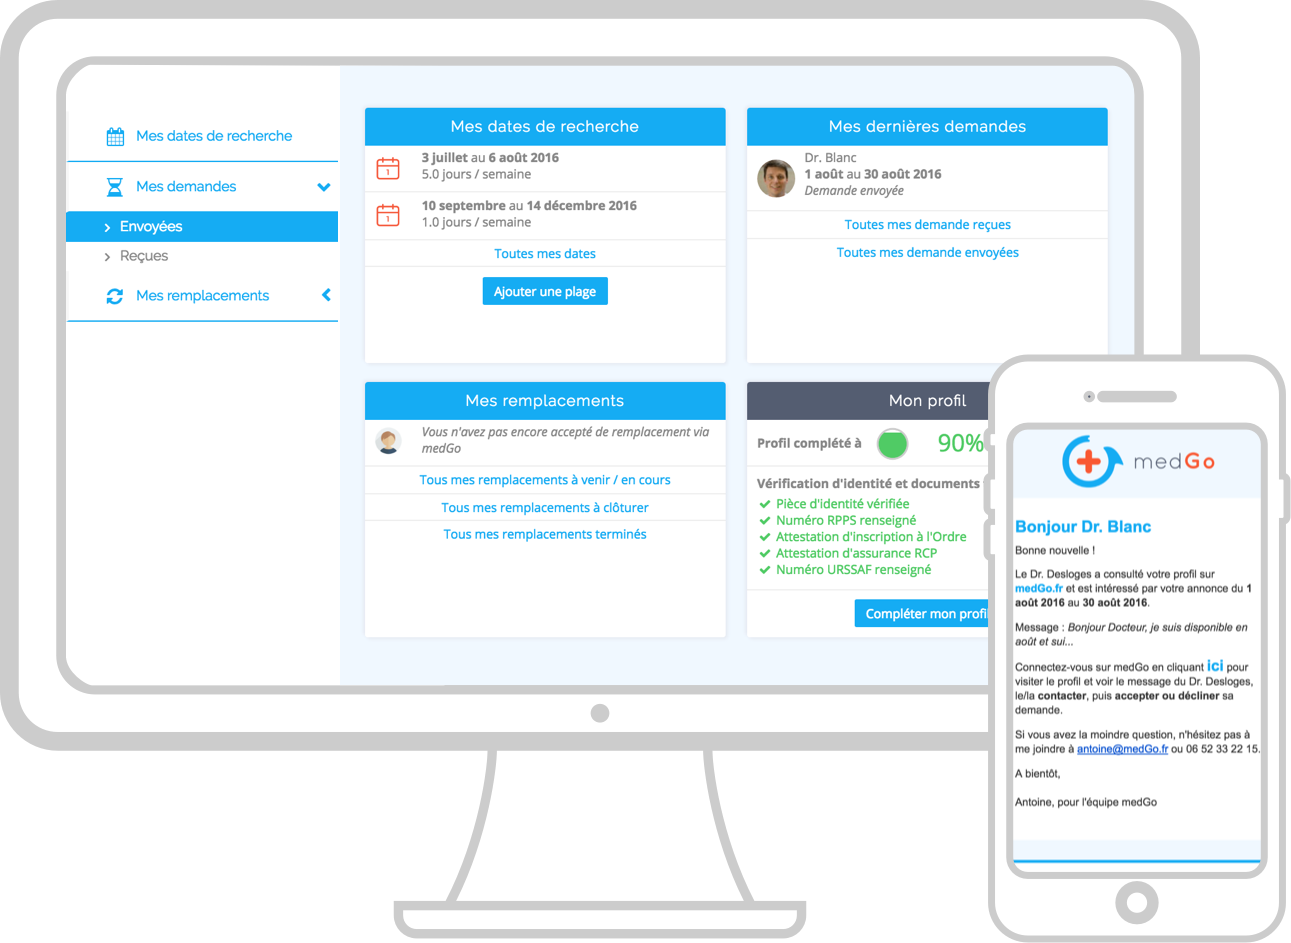 Mes dates de recherche
Mes demandes
Envoyées
Reçues
Mes remplacements
Mes dates de recherche
1
3 juillet au 6 août 2016
5.0 jours / semaine
1
10 septembre au 14 décembre 2016
1.0 jours / semaine
Toutes mes dates
Ajouter une plage
Mes dernières demandes
Dr. Blanc
1 août au 30 août 2016
Demande envoyée
Toutes mes demande reçues
Toutes mes demande envoyées
Mes remplacements
Vous n'avez pas encore accepté de remplacement via
medGo
Tous mes remplacements à venir / en cours
Tous mes remplacements à clôturer
Tous mes remplacements terminés
Mon profil
Profil complété à 90%
Vérification d'identité et documents
Pièce d'identité vérifiée
Numéro RPPS renseigné
Attestation d'inscription à l'Ordre
Attestation d'assurance RCP
Numéro URSSAF renseigné
Compléter mon profil
medGo
Bonjour Dr. Blanc
Bonne nouvelle !
Le Dr. Desloges a consulté votre profil sur
medGo.fr et est intéressé par votre annonce du 1
août 2016 au 30 août 2016.
Message : Bonjour Docteur, je suis disponible en
août et sui...
Connectez-vous sur medGo en cliquant ici pour
visiter le profil et voir le message du Dr. Desloges,
le/la contacter, puis accepter ou décliner sa
demande.
Si vous avez la moindre question, n'hésitez pas à
me joindre à antoine@medGo.fr ou 06 52 33 22 15.
A bientôt,
Antoine, pour l'équipe medGo